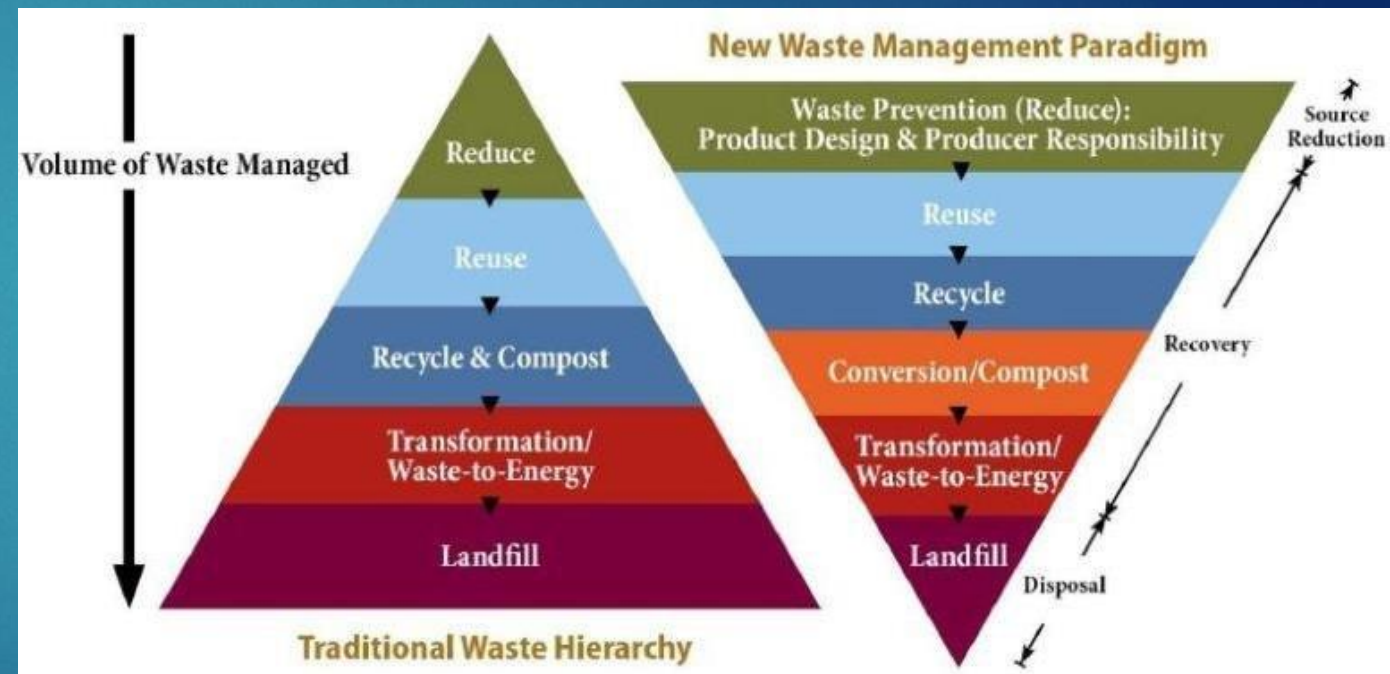 Volume of Waste Managed
Reduce
Reuse
Recycle & Compost
Transformation/
Waste-to-Energy
Landfill
Traditional Waste Hierarchy
New Waste Management Paradigm
Waste Prevention (Reduce):
Product Design & Producer Responsibility
Reuse
Recycle
Conversion/Compost
Transformation/
Waste-to-Energy
Landfill
Source
Reduction
Recovery
Disposal